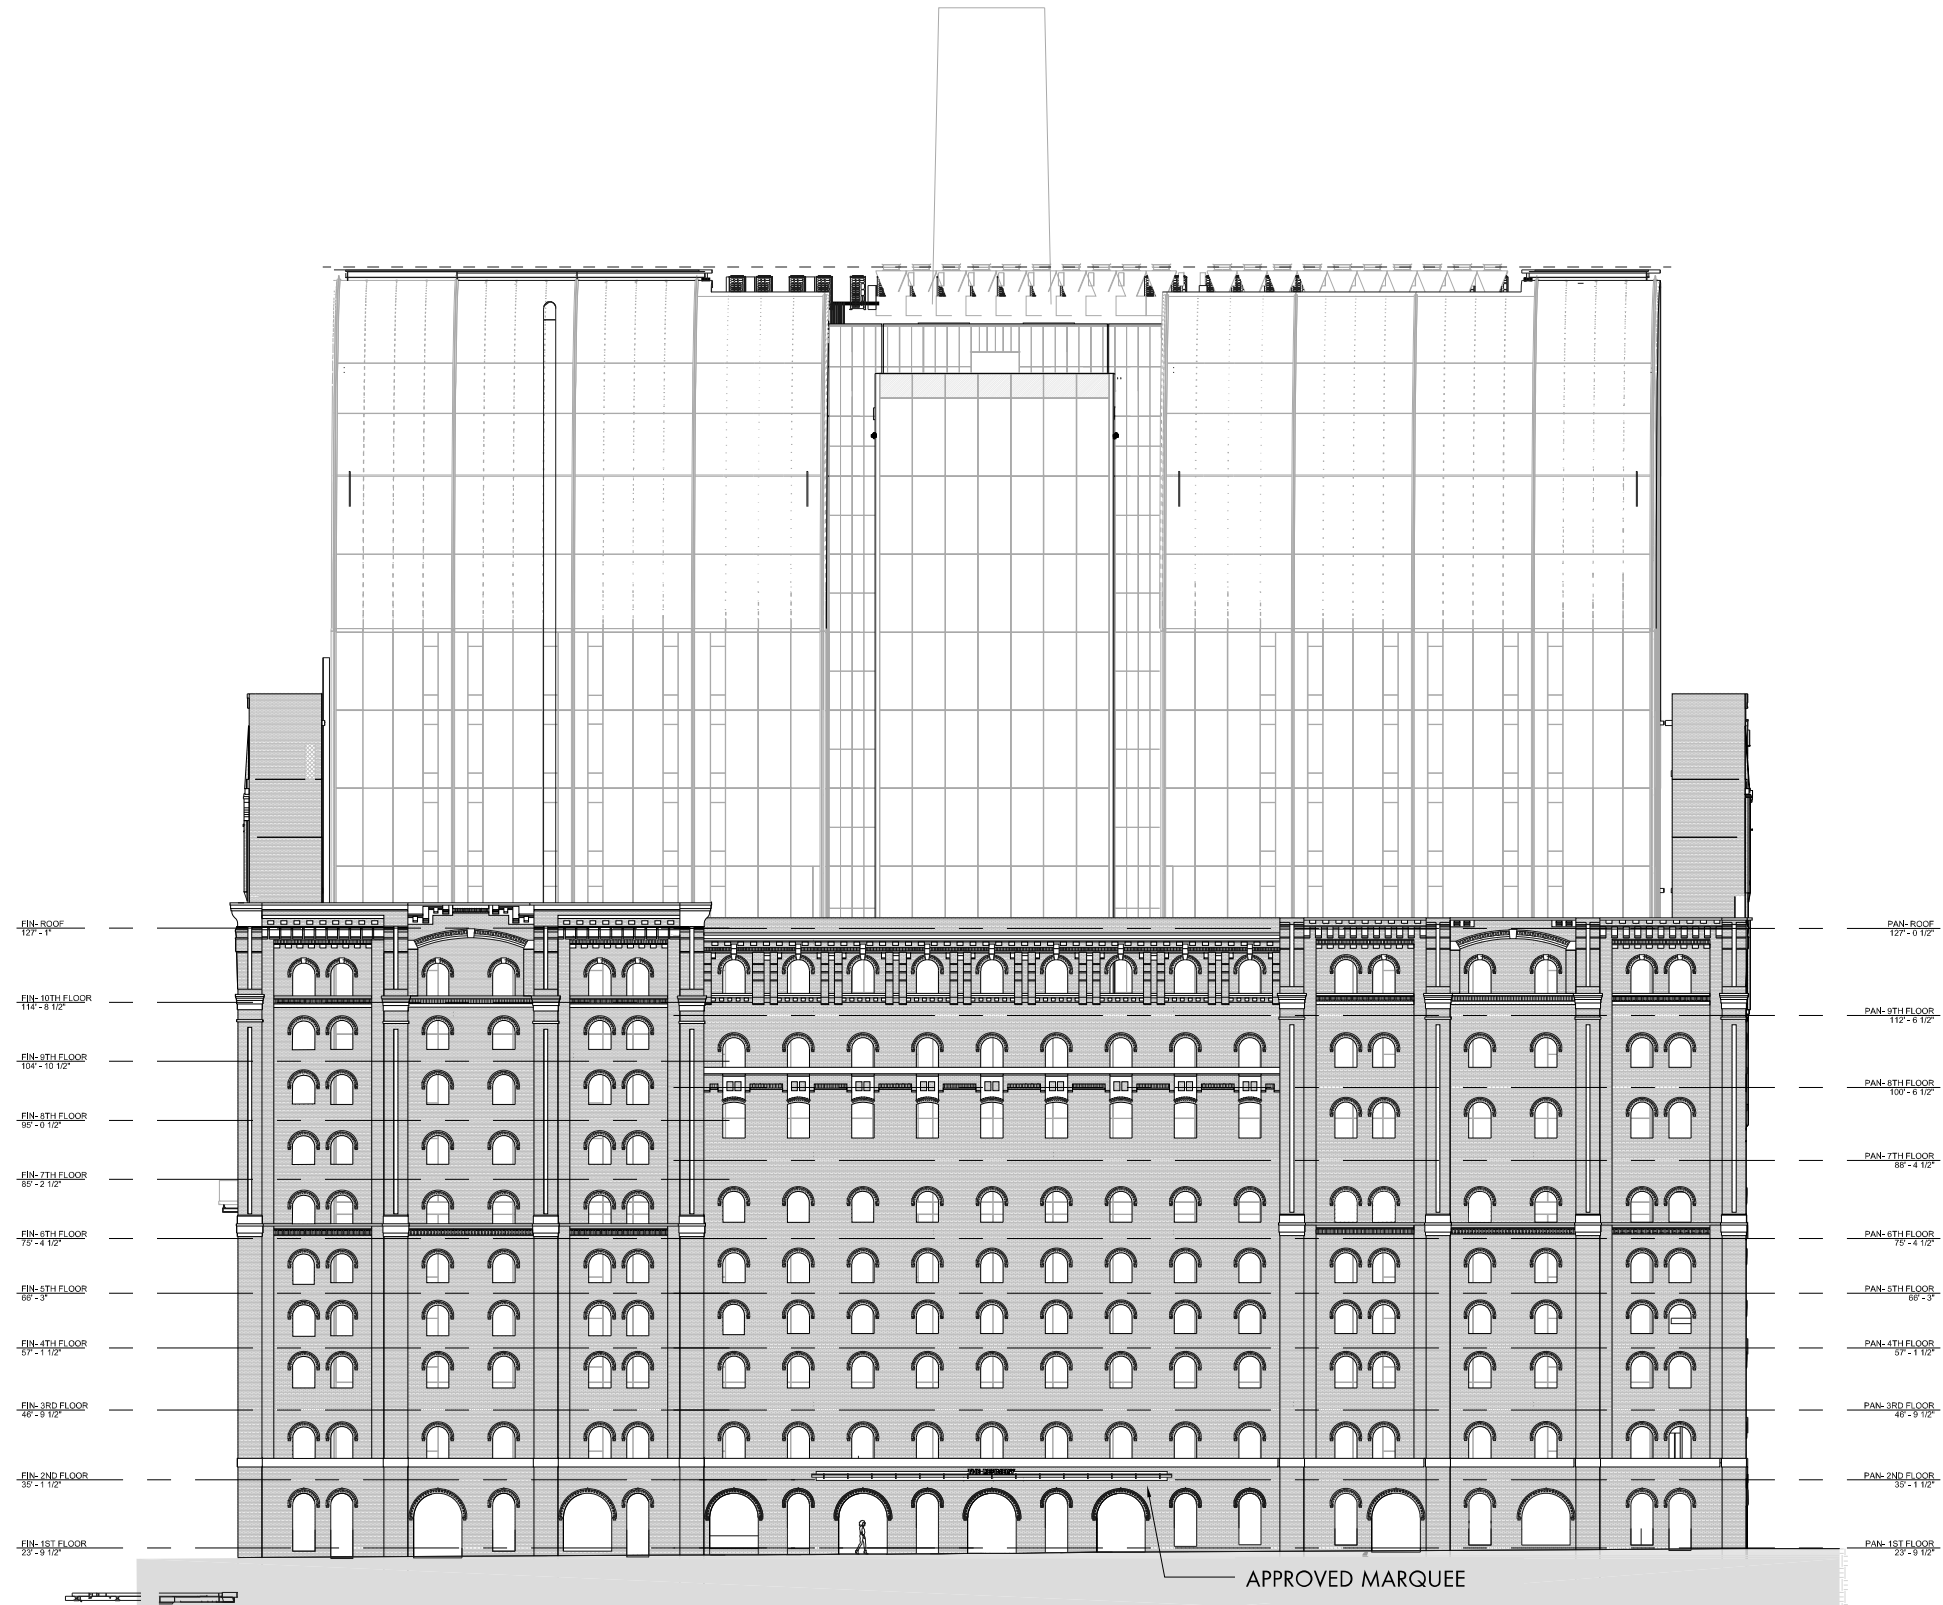 FIN- ROOF
127' - 1"
FIN- 10TH FLOOR
114' - 8 1/2"
FIN- 9TH FLOOR
104' - 10 1/2"
FIN- 8TH FLOOR
95' - 0 1/2"
FIN- 7TH FLOOR
85' - 2 1/2"
FIN- 6TH FLOOR
75' - 4 1/2"
FIN- 5TH FLOOR
66' - 3"
FIN- 4TH FLOOR
57' - 1 1/2"
FIN- 3RD FLOOR
46' - 9 1/2"
FIN- 2ND FLOOR
35' - 1 1/2"
FIN- 1ST FLOOR
23' - 9 1/2"
PAN- ROOF
127' - 0 1/2"
PAN- 9TH FLOOR
112' - 6 1/2"
PAN- 8TH FLOOR
100' - 6 1/2"
PAN- 7TH FLOOR
88' - 4 1/2"
PAN- 6TH FLOOR
75' - 4 1/2"
PAN- 5TH FLOOR
66' - 3"
PAN- 4TH FLOOR
57' - 1 1/2"
PAN- 3RD FLOOR
46' - 9 1/2"
PAN- 2ND FLOOR
35' - 1 1/2"
PAN- 1ST FLOOR
23' - 9 1/2"
APPROVED MARQUEE